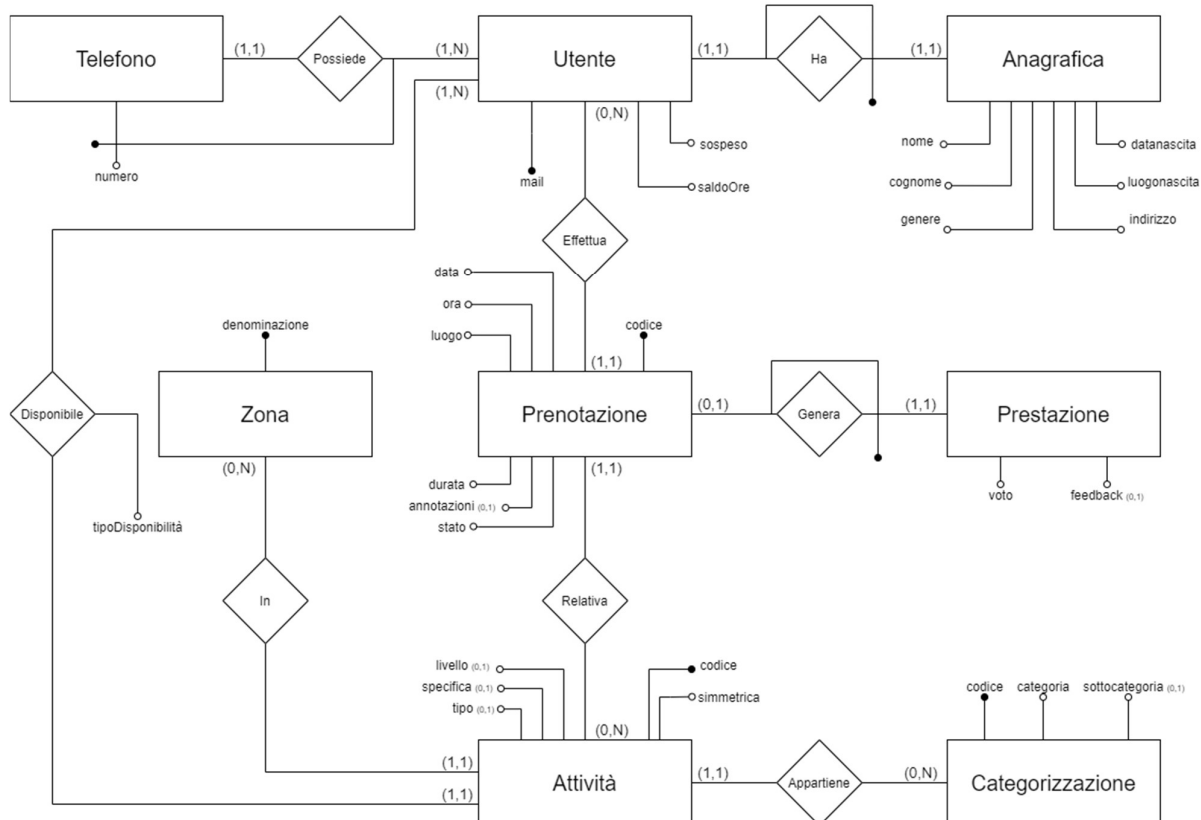 Telefono
(1,1)
Possiede
(1,N)
Utente
(1,1)
Ha
(1,1)
Anagrafica
(1,N)
(0,N)
numero
mail
sospeso
saldoOre
nome
cognome
genere
datanascita
luogonascita
indirizzo
Effettua
data
ora
luogo
denominazione
codice
(1,1)
Disponibile
Zona
Prenotazione
(0,1)
Genera
(1,1)
Prestazione
(0,N)
(1,1)
tipoDisponibilità
durata
annotazioni (0,1)
stato
voto
feedback (0,1)
In
Relativa
livello (0,1)
specifica (0,1)
tipo (0,1)
codice
simmetrica
codice
categoria
sottocategoria (0,1)
(0,N)
(1,1)
(1,1)
Attività
(1,1)
Appartiene
(0,N)
Categorizzazione